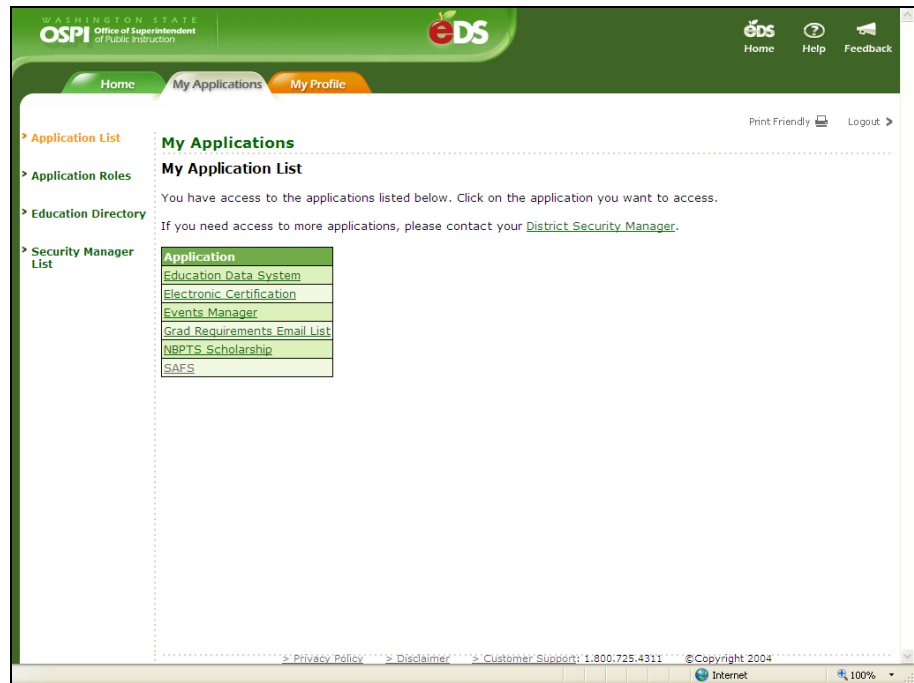 WASHINGTON STATE
OSPI Office of Superintendent of Public Instruction
eDS
eDS Home
Help
Feedback
Home
My Applications
My Profile
Print Friendly
Logout >
> Application List
> Application Roles
> Education Directory
> Security Manager List
My Applications
My Application List
You have access to the applications listed below. Click on the application you want to access.
If you need access to more applications, please contact your District Security Manager.
Application
Education Data System
Electronic Certification
Events Manager
Grad Requirements Email List
NBPTS Scholarship
SAFS
> Privacy Policy > Disclaimer > Customer Support: 1.800.725.4311 ©Copyright 2004
Internet
100%